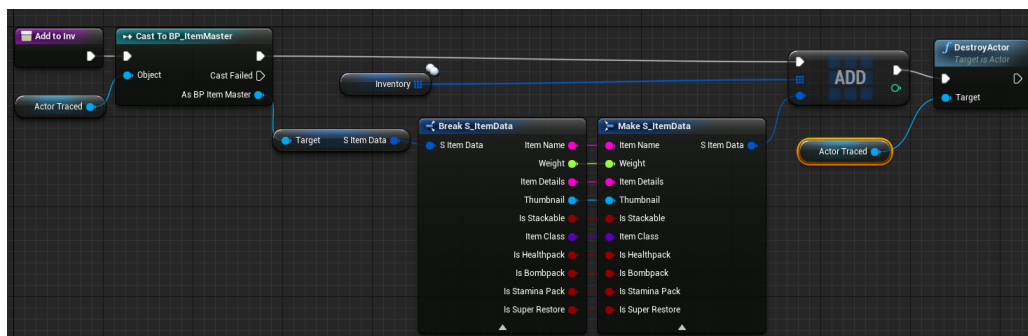 Add to Inv
Cast To BP_ItemMaster
Object
Cast Failed
As BP Item Master
Actor Traced
Inventory
ADD
DestroyActor
Target is Actor
Target
Actor Traced
Target
S Item Data
Break S_ItemData
S Item Data
Item Name
Weight
Item Details
Thumbnail
Is Stackable
Item Class
Is Healthpack
Is Bombpack
Is Stamina Pack
Is Super Restore
Make S_ItemData
Item Name
S Item Data
Weight
Item Details
Thumbnail
Is Stackable
Item Class
Is Healthpack
Is Bombpack
Is Stamina Pack
Is Super Restore